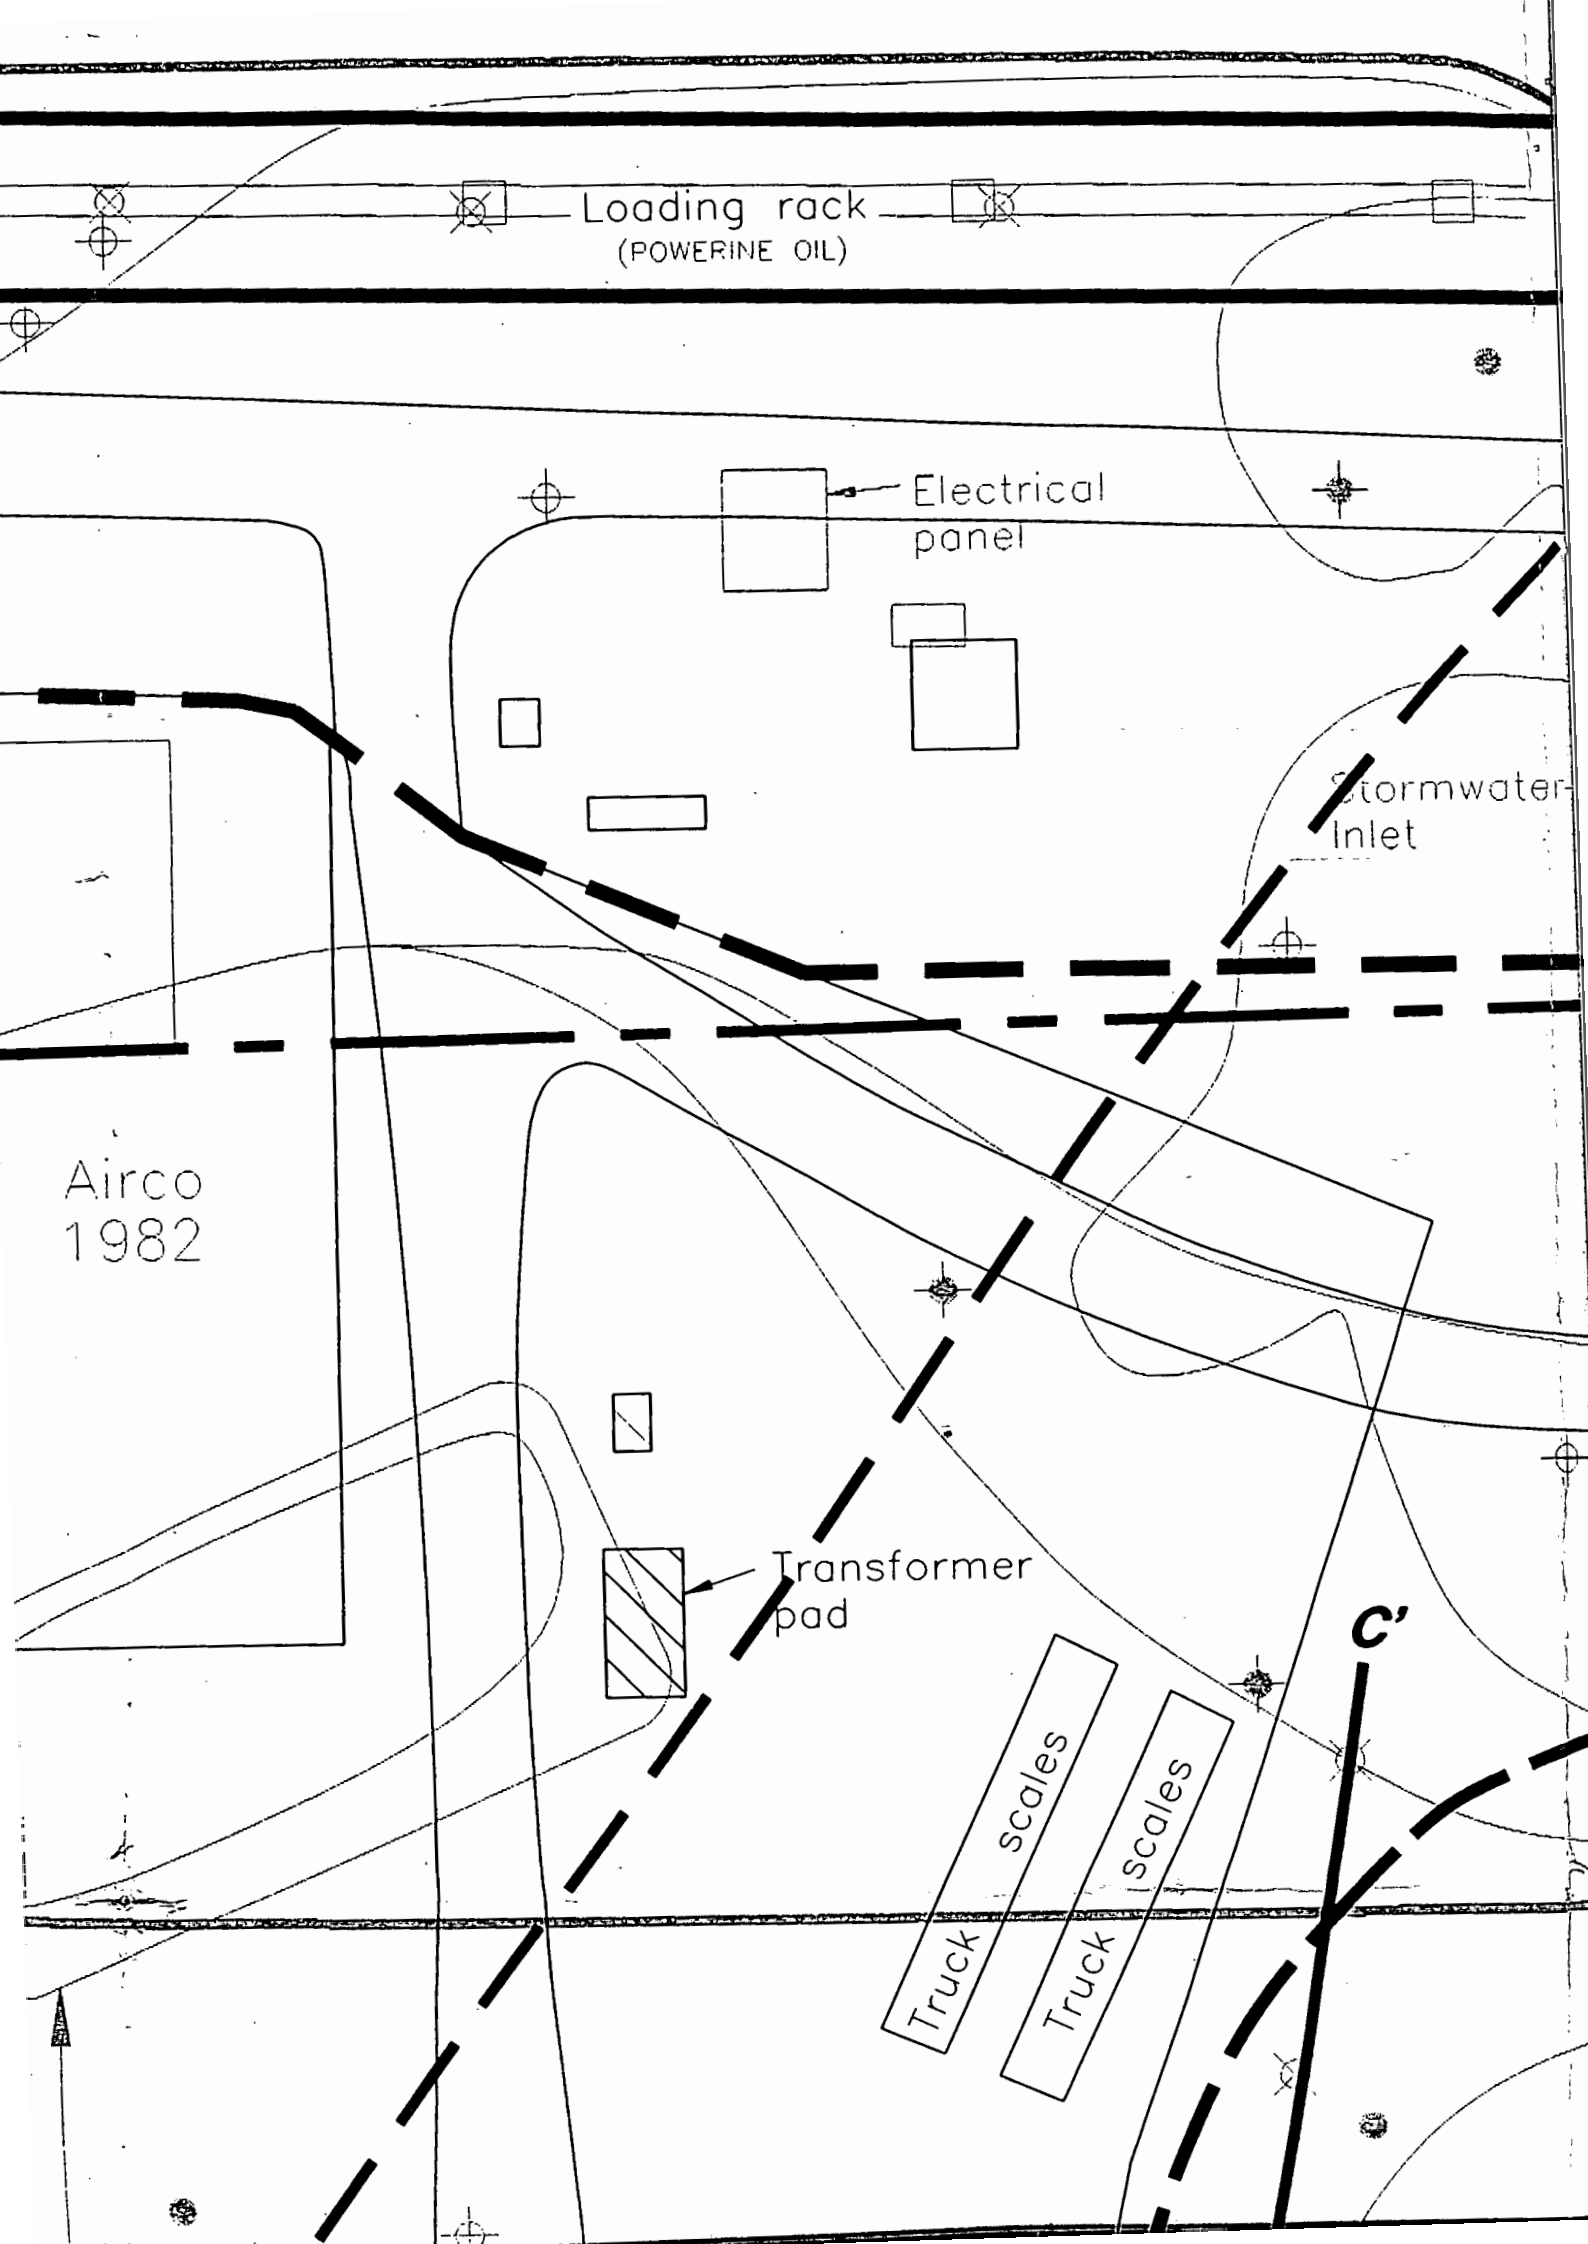 Loading rack
(POWERINE OIL)
Electrical
panel
Stormwater
Inlet
Airco
1982
Transformer
pad
C'
Truck scales
Truck scales